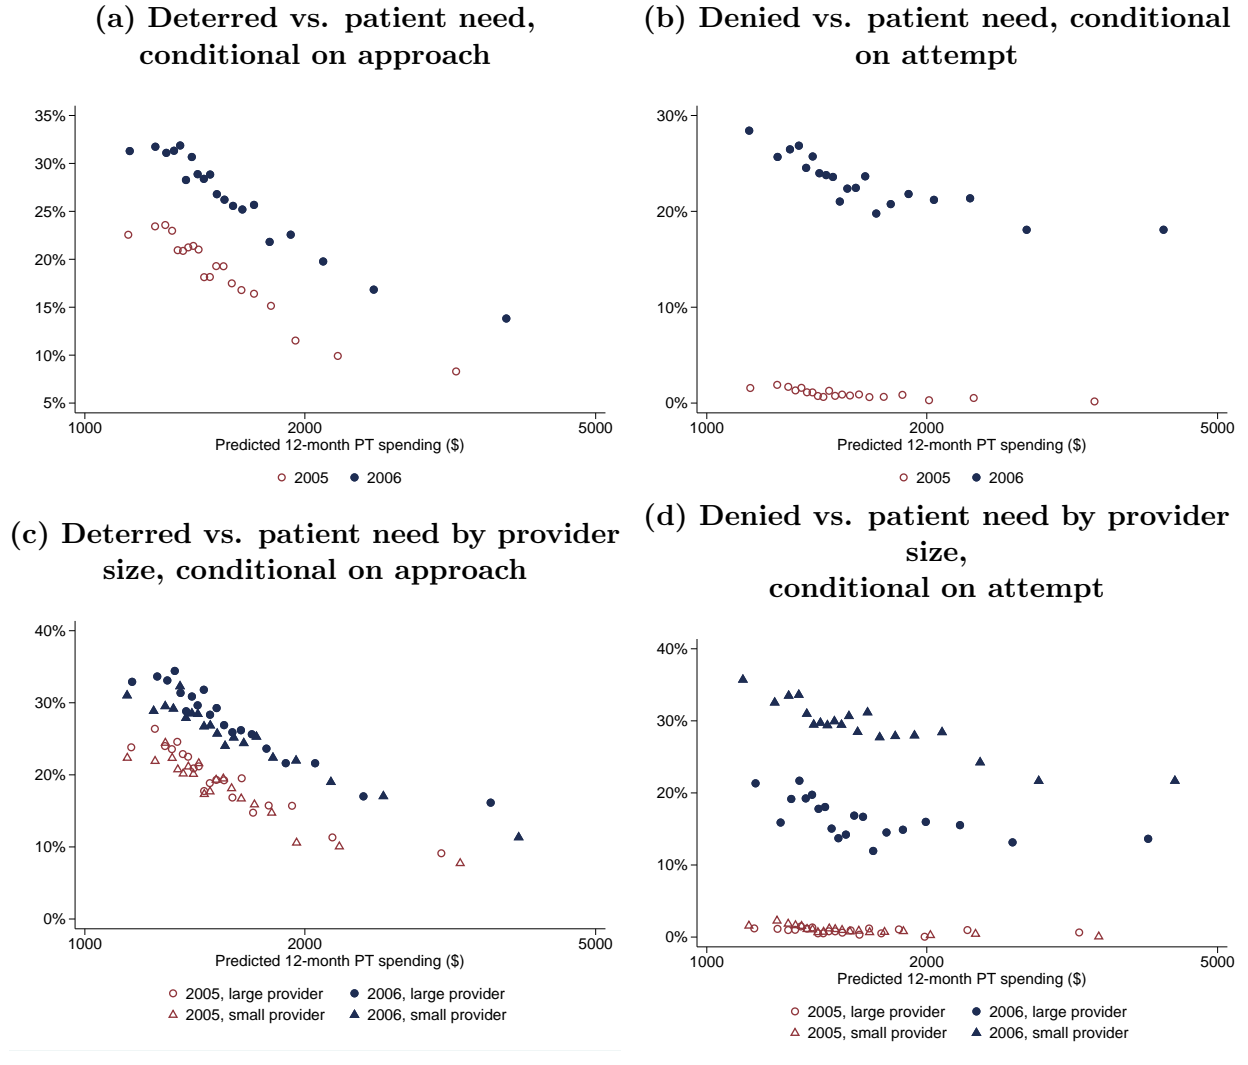 (a) Deterred vs. patient need,
conditional on approach
35%
30%
25%
20%
15%
10%
5%
1000 2000 5000
Predicted 12-month PT spending ($)
2005 2006
(b) Denied vs. patient need, conditional
on attempt
30%
20%
10%
0%
1000 2000 5000
Predicted 12-month PT spending ($)
2005 2006
(c) Deterred vs. patient need by provider
size, conditional on approach
40%
30%
20%
10%
0%
1000 2000 5000
Predicted 12-month PT spending ($)
2005, large provider 2006, large provider
2005, small provider 2006, small provider
(d) Denied vs. patient need by provider
size,
conditional on attempt
40%
30%
20%
10%
0%
1000 2000 5000
Predicted 12-month PT spending ($)
2005, large provider 2006, large provider
2005, small provider 2006, small provider